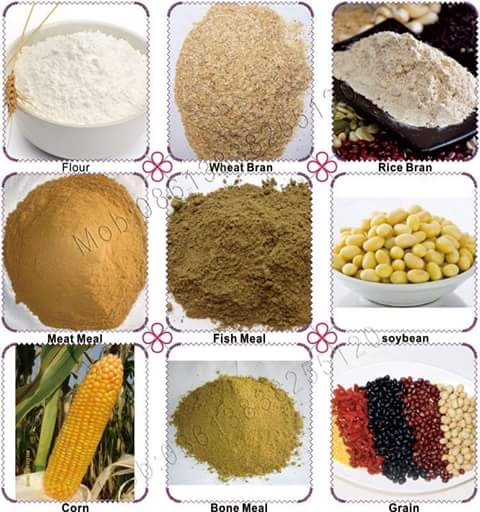 Flour
Wheat Bran
Rice Bran
Meat Meal
Fish Meal
soybean
Corn
Bone Meal
Grain